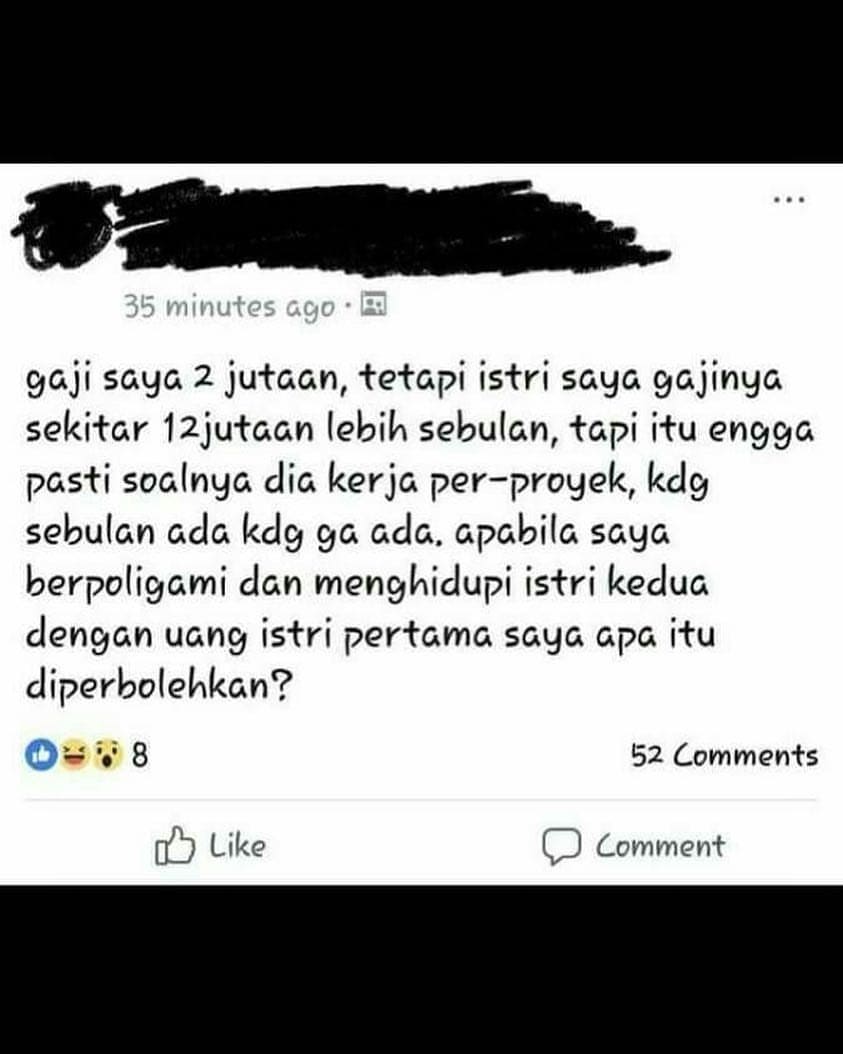 35 minutes ago ·
gaji saya 2 jutaan, tetapi istri saya gajinya
sekitar 12jutaan lebih sebulan, tapi itu engga
pasti soalnya dia kerja per-proyek, kdg
sebulan ada kdg ga ada. apabila saya
berpoligami dan menghidupi istri kedua
dengan uang istri pertama saya apa itu
diperbolehkan?
8 52 Comments
Like Comment